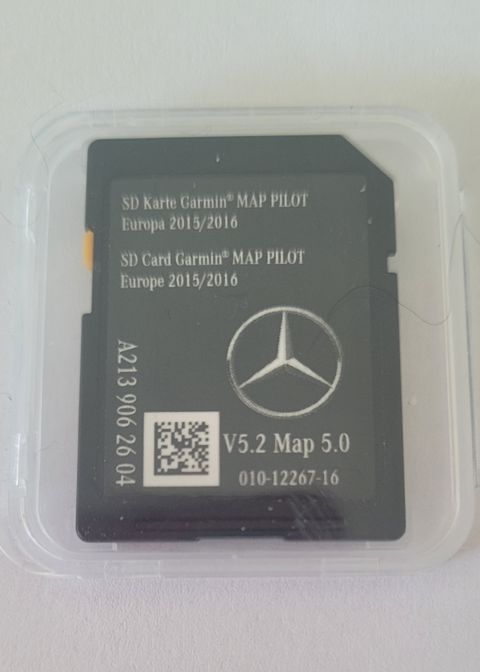 SD Karte Garmin® MAP PILOT
Europa 2015/2016
SD Card Garmin® MAP PILOT
Europe 2015/2016
A213 906 26 04
V5.2 Map 5.0
010-12267-16